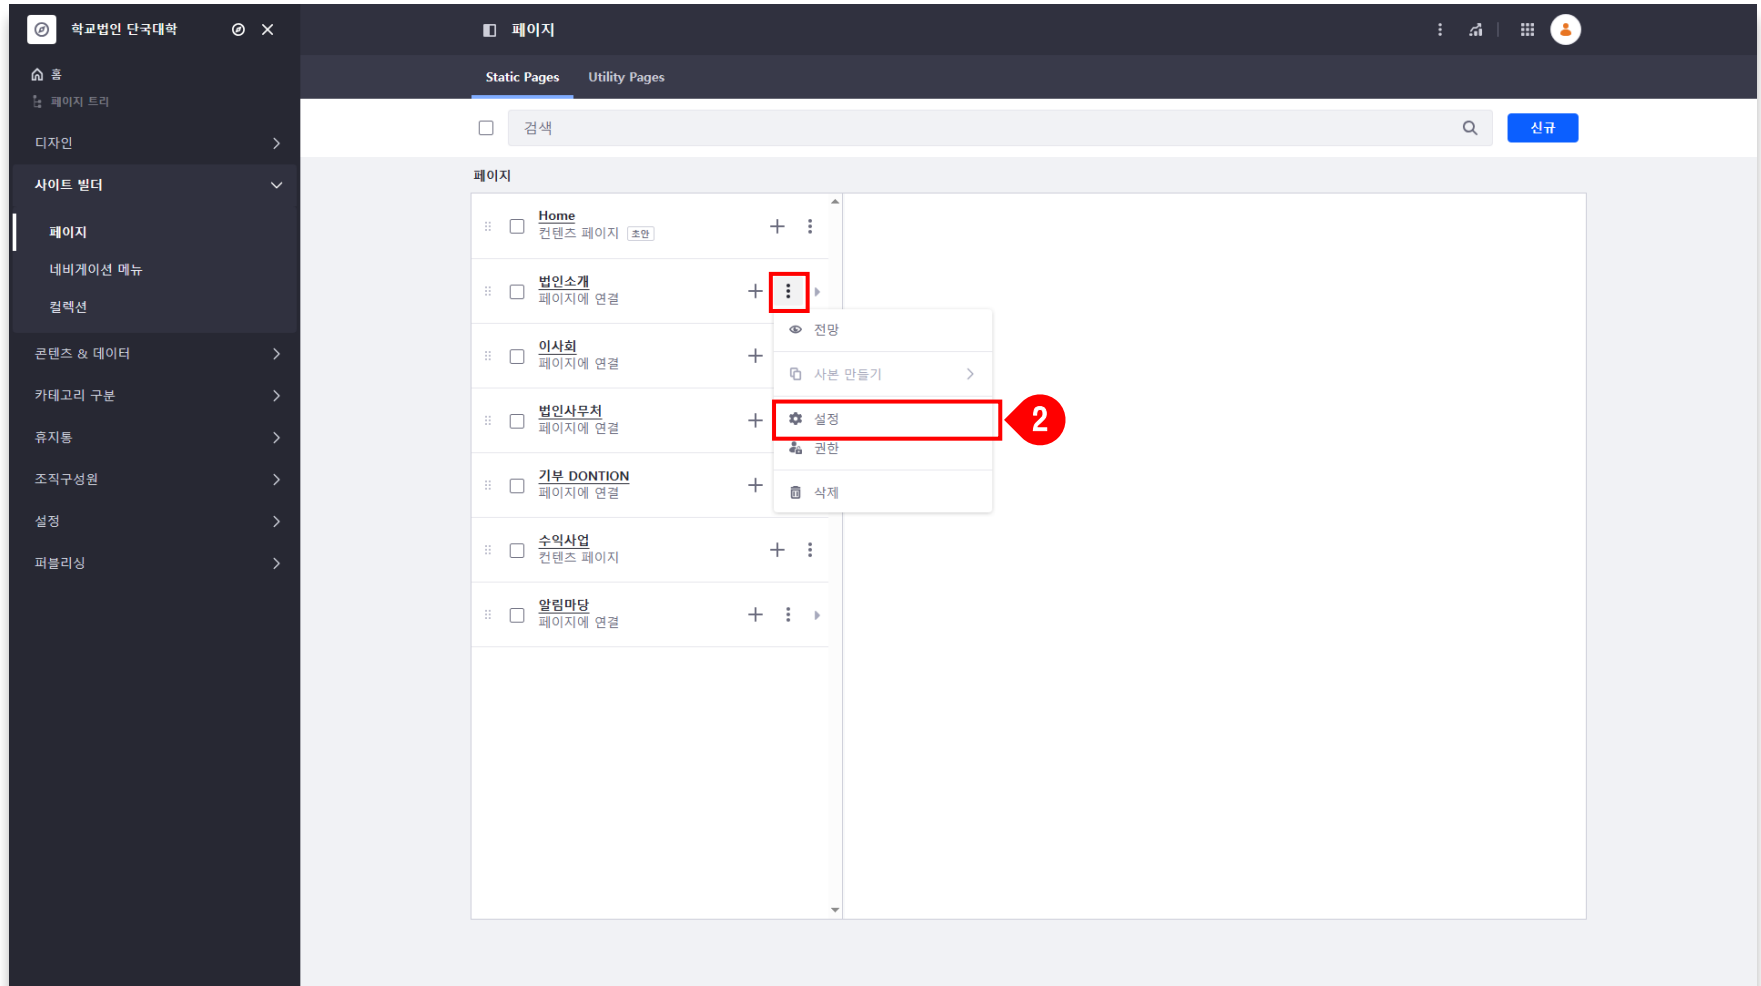 학교법인 단국대학
페이지
홈
페이지 트리
Static Pages
Utility Pages
디자인
검색
신규
사이트 빌더
페이지
페이지
네비게이션 메뉴
컬렉션
콘텐츠 & 데이터
카테고리 구분
휴지통
조직구성원
설정
퍼블리싱
Home
컨텐츠 페이지 초안
법인소개
페이지에 연결
이사회
페이지에 연결
법인사무처
페이지에 연결
기부 DONTION
페이지에 연결
수익사업
컨텐츠 페이지
알림마당
페이지에 연결
전망
사본 만들기
설정
2
권한
삭제